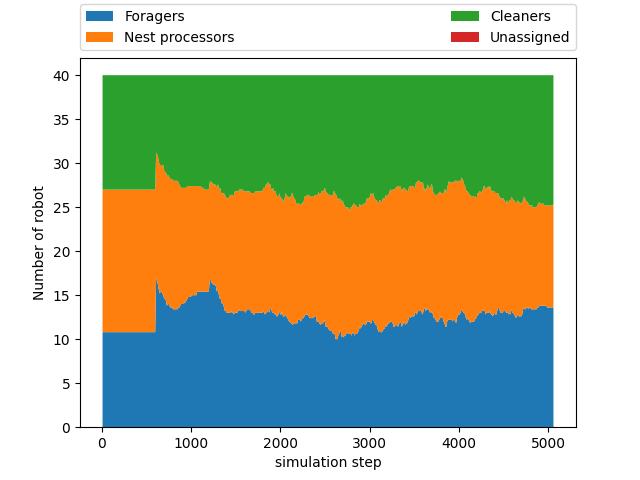 Foragers
Nest processors
Cleaners
Unassigned
40
35
30
25
20
15
10
5
0
Number of robot
0 1000 2000 3000 4000 5000
simulation step